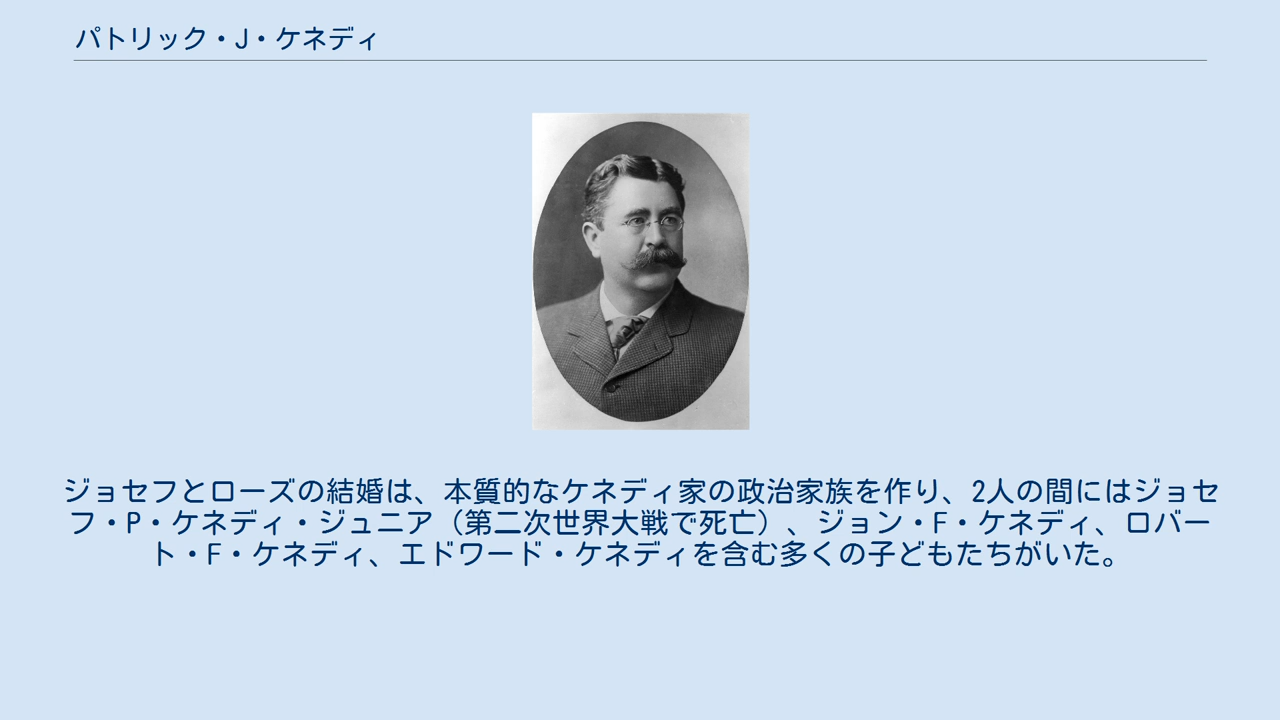 パトリック・J・ケネディ
ジョセフとローズの結婚は、本質的なケネディ家の政治家族を作り、2人の間にはジョセ
フ・P・ケネディ・ジュニア（第二次世界大戦で死亡）、ジョン・F・ケネディ、ロバー
ト・F・ケネディ、エドワード・ケネディを含む多くの子どもたちがいた。